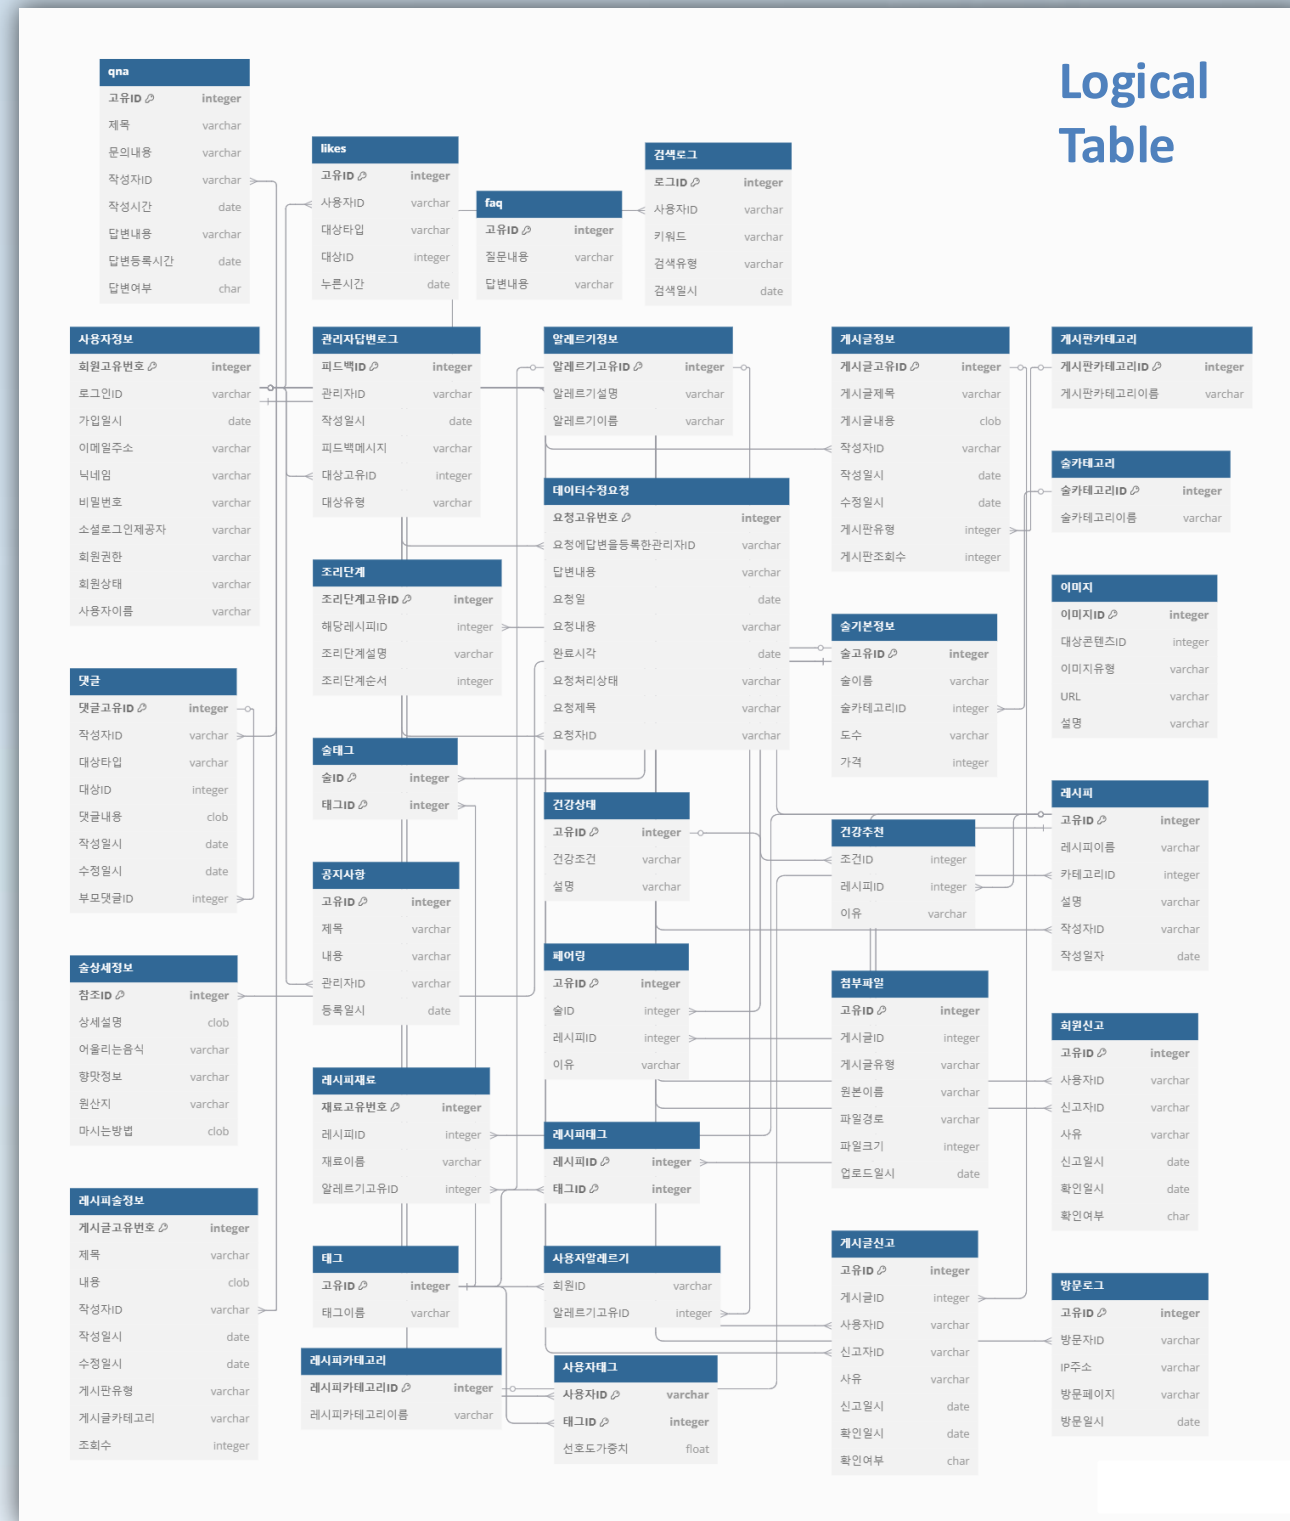 Logical
Table
qna
고유ID integer
제목 varchar
문의내용 varchar
작성자ID varchar
작성시간 date
답변내용 varchar
답변등록시간 date
답변여부 char
likes
고유ID integer
사용자ID varchar
대상타입 varchar
대상ID integer
누른시간 date
faq
고유ID integer
질문내용 varchar
답변내용 varchar
검색로그
로그ID integer
사용자ID varchar
키워드 varchar
검색유형 varchar
검색일시 date
사용자정보
회원고유번호 integer
로그인ID varchar
가입일시 date
이메일주소 varchar
닉네임 varchar
비밀번호 varchar
소셜로그인제공자 varchar
회원권한 varchar
회원상태 varchar
사용자이름 varchar
관리자답변로그
피드백ID integer
관리자ID varchar
작성일시 date
피드백메시지 varchar
대상고유ID integer
대상유형 varchar
알레르기정보
알레르기고유ID integer
알레르기설명 varchar
알레르기이름 varchar
게시글정보
게시글고유ID integer
게시글제목 varchar
게시글내용 clob
작성자ID varchar
작성일시 date
수정일시 date
게시판유형 integer
게시판조회수 integer
게시판카테고리
게시판카테고리ID integer
게시판카테고리이름 varchar
술카테고리
술카테고리ID integer
술카테고리이름 varchar
데이터수정요청
요청고유번호 integer
요청에답변을등록한관리자ID varchar
답변내용 varchar
요청일 date
요청내용 varchar
완료시각 date
요청처리상태 varchar
요청제목 varchar
요청자ID varchar
조리단계
조리단계고유ID integer
해당레시피ID integer
조리단계설명 varchar
조리단계순서 integer
이미지
이미지ID integer
대상콘텐츠ID integer
이미지유형 varchar
URL varchar
설명 varchar
술기본정보
술고유ID integer
술이름 varchar
술카테고리ID integer
도수 varchar
가격 integer
댓글
댓글고유ID integer
작성자ID varchar
대상타입 varchar
대상ID integer
댓글내용 clob
작성일시 date
수정일시 date
부모댓글ID integer
술태그
술ID integer
태그ID integer
건강상태
고유ID integer
건강조건 varchar
설명 varchar
건강추천
조건ID integer
레시피ID integer
이유 varchar
레시피
고유ID integer
레시피이름 varchar
카테고리ID integer
설명 varchar
작성자ID varchar
작성일자 date
공지사항
고유ID integer
제목 varchar
내용 varchar
관리자ID varchar
등록일시 date
술상세정보
참조ID integer
상세설명 clob
어울리는음식 varchar
향맛정보 varchar
원산지 varchar
마시는방법 clob
페어링
고유ID integer
술ID integer
레시피ID integer
이유 varchar
첨부파일
고유ID integer
게시글ID integer
게시글유형 varchar
원본이름 varchar
파일경로 varchar
파일크기 integer
업로드일시 date
회원신고
고유ID integer
사용자ID varchar
신고자ID varchar
사유 varchar
신고일시 date
확인일시 date
확인여부 char
레시피재료
재료고유번호 integer
레시피ID integer
재료이름 varchar
알레르기고유ID integer
레시피태그
레시피ID integer
태그ID integer
레시피술정보
게시글고유번호 integer
제목 varchar
내용 clob
작성자ID varchar
작성일시 date
수정일시 date
게시판유형 varchar
게시글카테고리 varchar
조회수 integer
태그
고유ID integer
태그이름 varchar
사용자알레르기
회원ID varchar
알레르기고유ID integer
게시글신고
고유ID integer
게시글ID integer
사용자ID varchar
신고자ID varchar
사유 varchar
신고일시 date
확인일시 date
확인여부 char
방문로그
고유ID integer
방문자ID varchar
IP주소 varchar
방문페이지 varchar
방문일시 date
레시피카테고리
레시피카테고리ID integer
레시피카테고리이름 varchar
사용자태그
사용자ID varchar
태그ID integer
선호도가중치 float